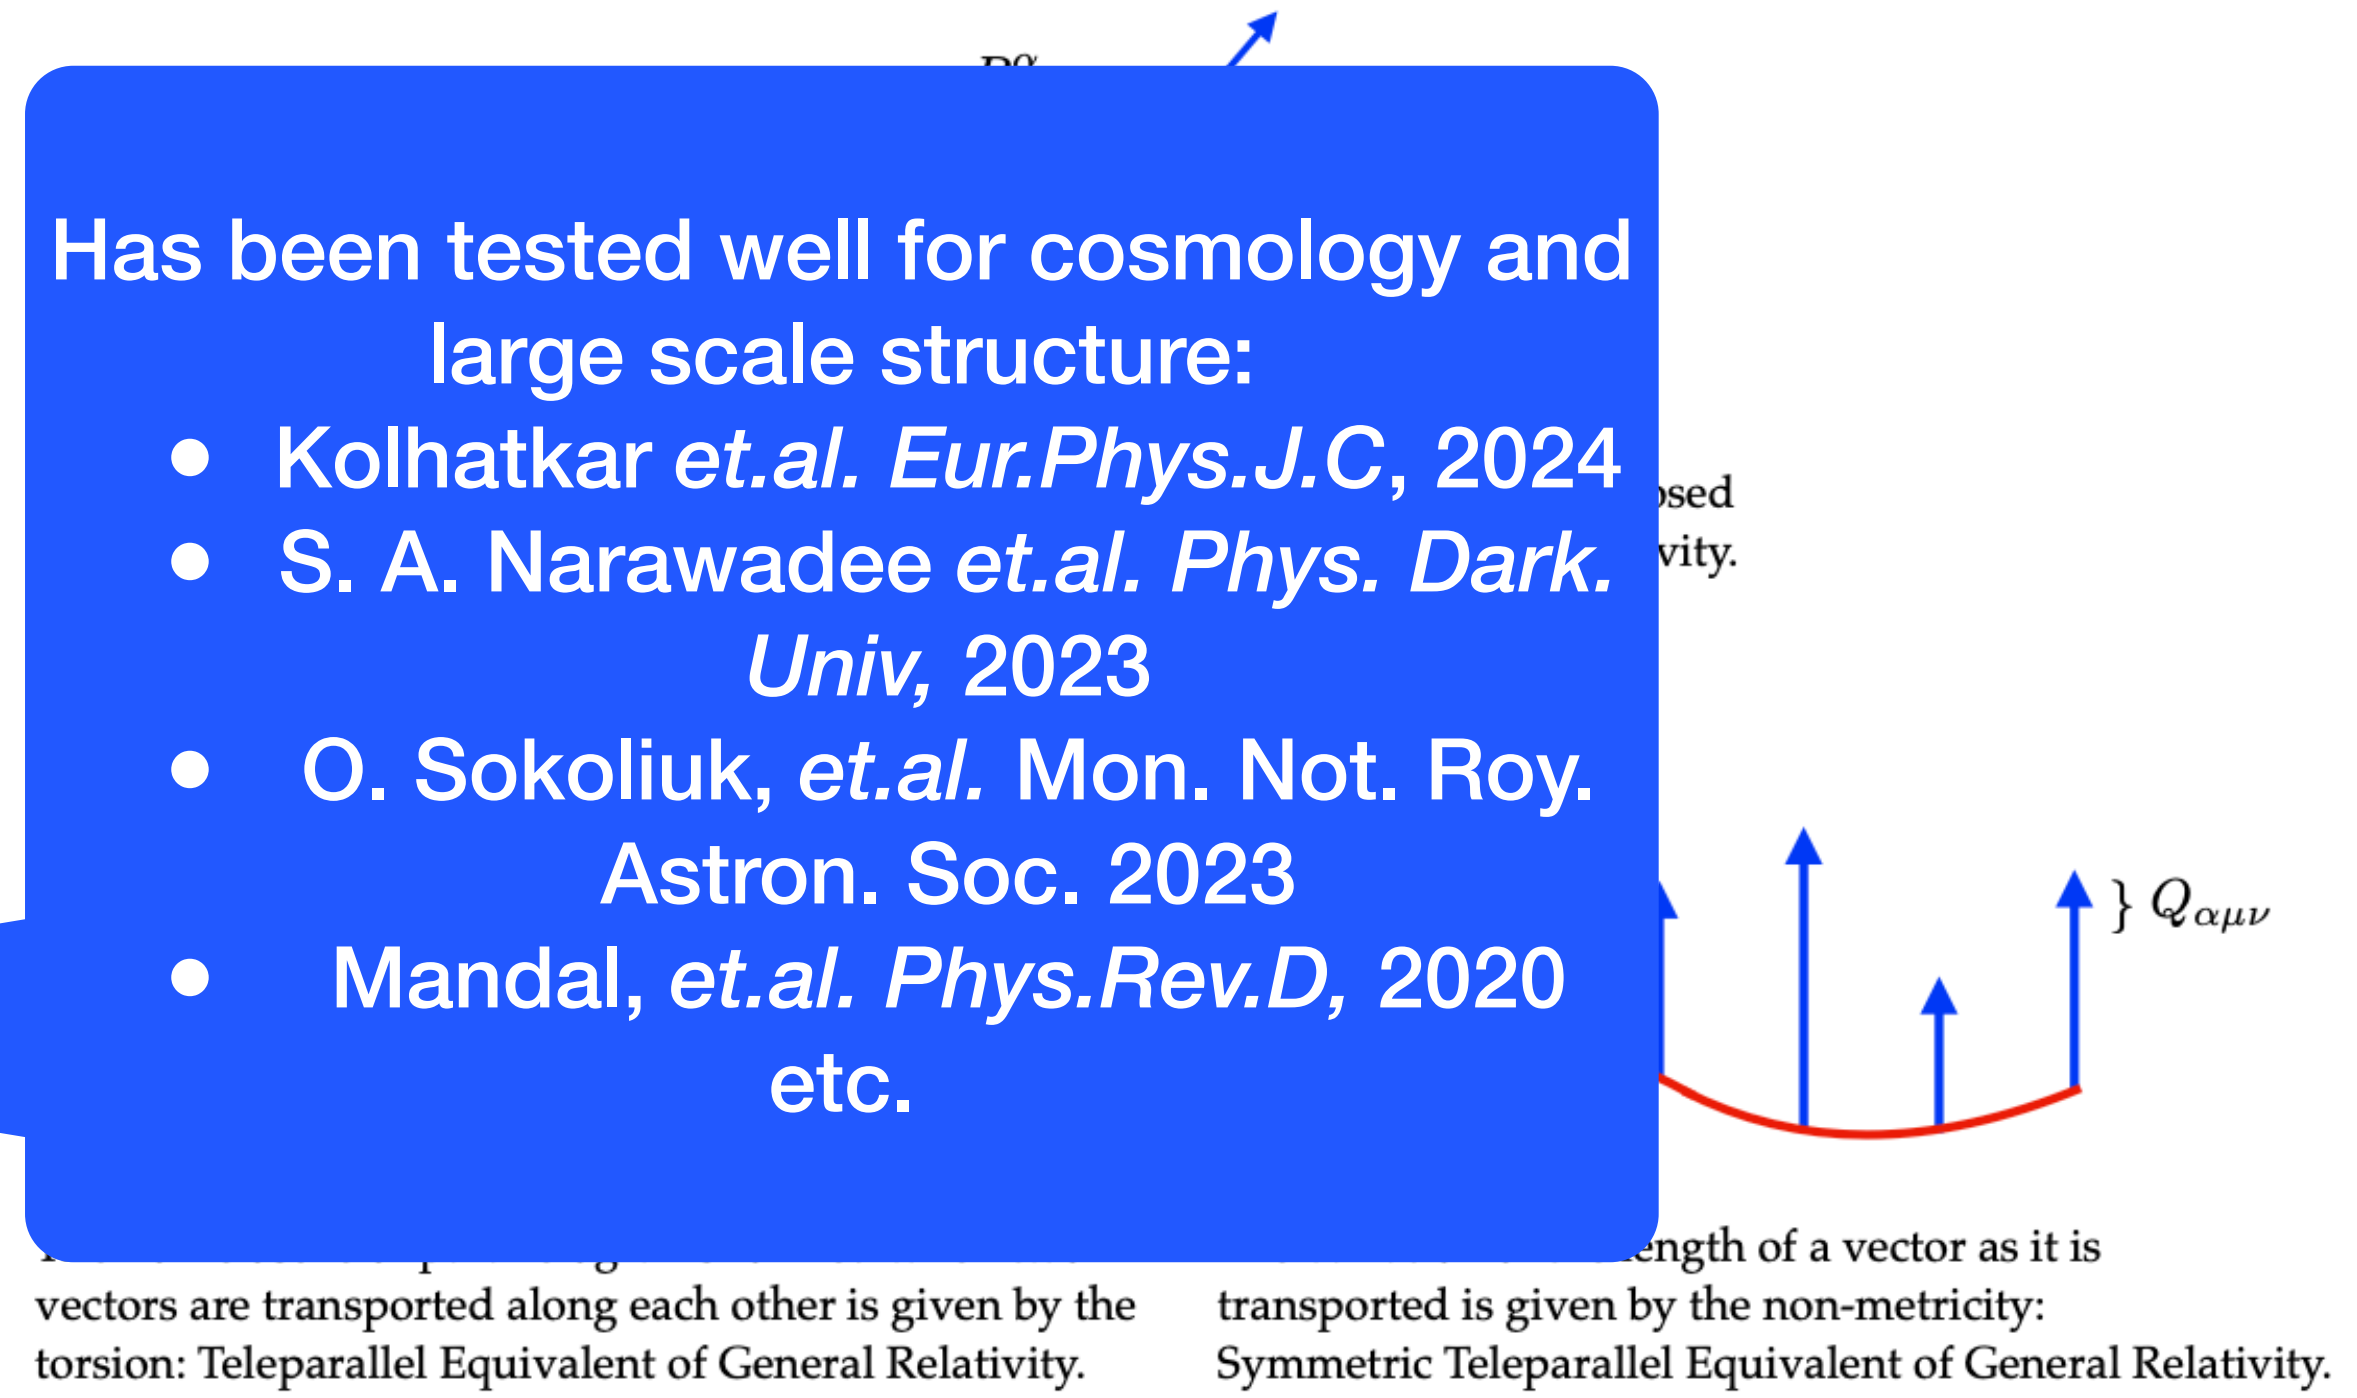 Has been tested well for cosmology and
large scale structure:
● Kolhatkar et.al. Eur.Phys.J.C, 2024
● S. A. Narawadee et.al. Phys. Dark.
Univ, 2023
● O. Sokoliuk, et.al. Mon. Not. Roy.
Astron. Soc. 2023
● Mandal, et.al. Phys.Rev.D, 2020
etc.
vity.
} Qαμν
of a vector as it is
vectors are transported along each other is given by the
torsion: Teleparallel Equivalent of General Relativity.
transported is given by the non-metricity:
Symmetric Teleparallel Equivalent of General Relativity.